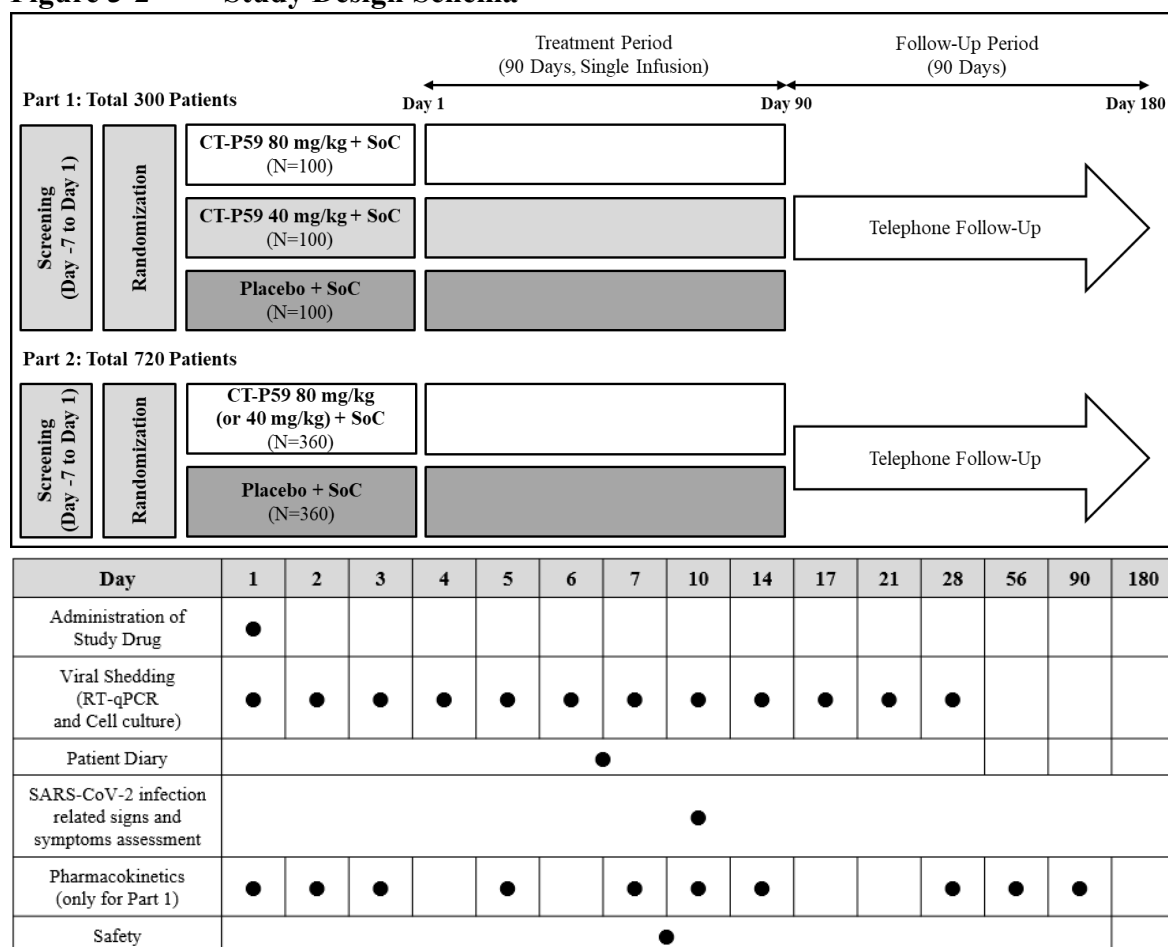 Treatment Period
(90 Days, Single Infusion)
Follow-Up Period
(90 Days)
Part 1: Total 300 Patients
Day 1
Day 90
Day 180
Screening
(Day -7 to Day 1)
Randomization
CT-P59 80 mg/kg + SoC
(N=100)
CT-P59 40 mg/kg + SoC
(N=100)
Placebo + SoC
(N=100)
Telephone Follow-Up
Part 2: Total 720 Patients
Screening
(Day -7 to Day 1)
Randomization
CT-P59 80 mg/kg
(or 40 mg/kg) + SoC
(N=360)
Placebo + SoC
(N=360)
Telephone Follow-Up
Day 1 2 3 4 5 6 7 10 14 17 21 28 56 90 180
Administration of
Study Drug
Viral Shedding
(RT-qPCR
and Cell culture)
Patient Diary
SARS-CoV-2 infection
related signs and
symptoms assessment
Pharmacokinetics
(only for Part 1)
Safety